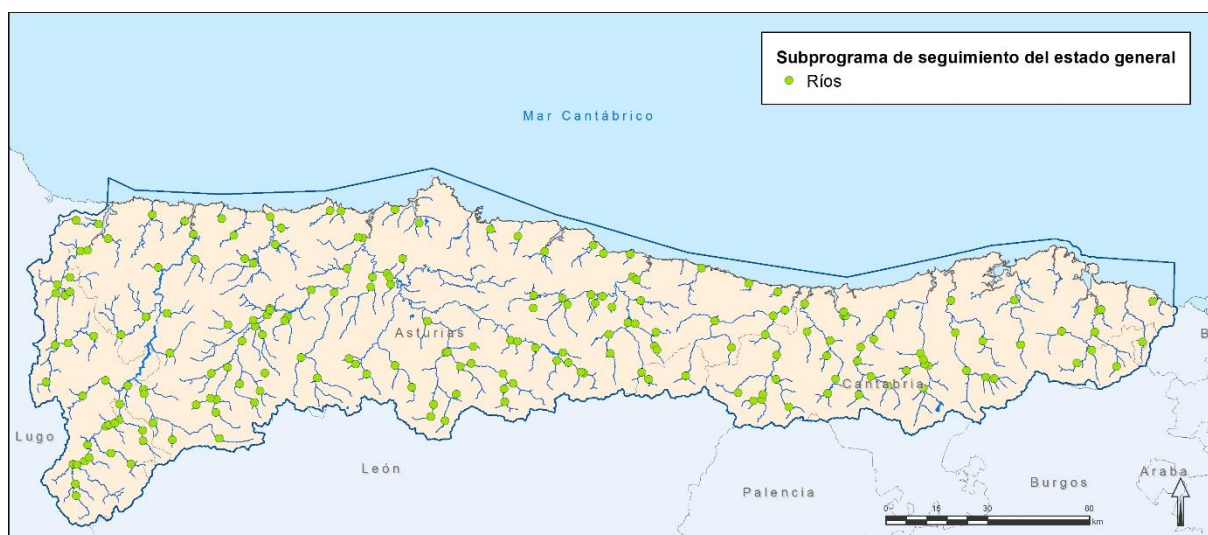 Subprograma de seguimiento del estado general
Ríos
Mar Cantábrico
Asturias
Cantabria
B
Lugo
León
Palencia
Burgos
Araba
0 15 30 60
km